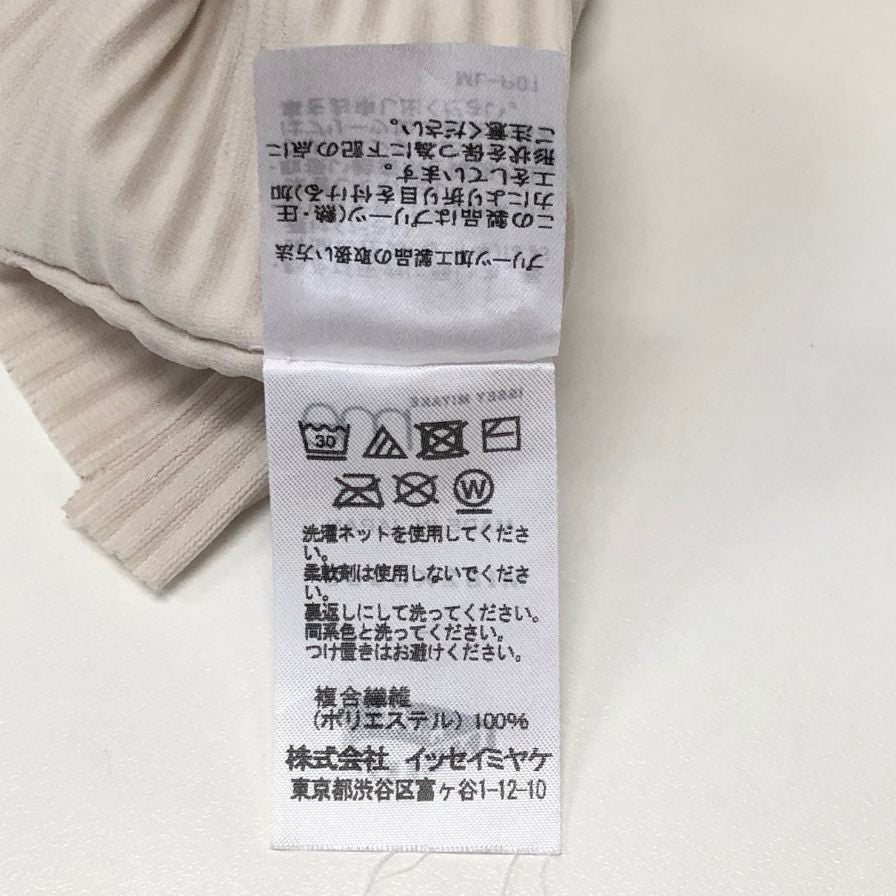 プリーツ加工製品の取扱い方法
この製品はプリーツ(熱・圧
力により折り目を付ける)加
工をしています。
形状を保つ為に下記の点に
ご注意ください。
ISSEY MIYAKE
30
W
洗濯ネットを使用してくださ
い。
柔軟剤は使用しないでくださ
い。
裏返しにして洗ってください。
同系色と洗ってください。
つけ置きはお避けください。
複合繊維
(ポリエステル) 100%
株式会社 イッセイミヤケ
東京都渋谷区富ヶ谷1-12-10